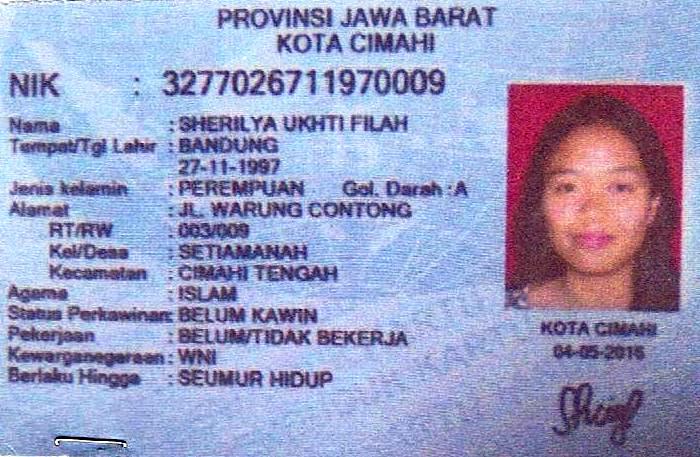 PROVINSI JAWA BARAT
KOTA CIMAHI
NIK : 3277026711970009
Nama : SHERILYA UKHTI FILAH
Tempat/Tgl Lahir : BANDUNG
27-11-1997
Jenis kelamin : PEREMPUAN Gol. Darah : A
Alamat : JL. WARUNG CONTONG
RT/RW : 003/009
Kel/Desa : SETIAMANAH
Kecamatan : CIMAHI TENGAH
Agama : ISLAM
Status Perkawinan: BELUM KAWIN
Pekerjaan : BELUM/TIDAK BEKERJA
Kewarganegaraan : WNI
Berlaku Hingga : SEUMUR HIDUP
KOTA CIMAHI
04-05-2016